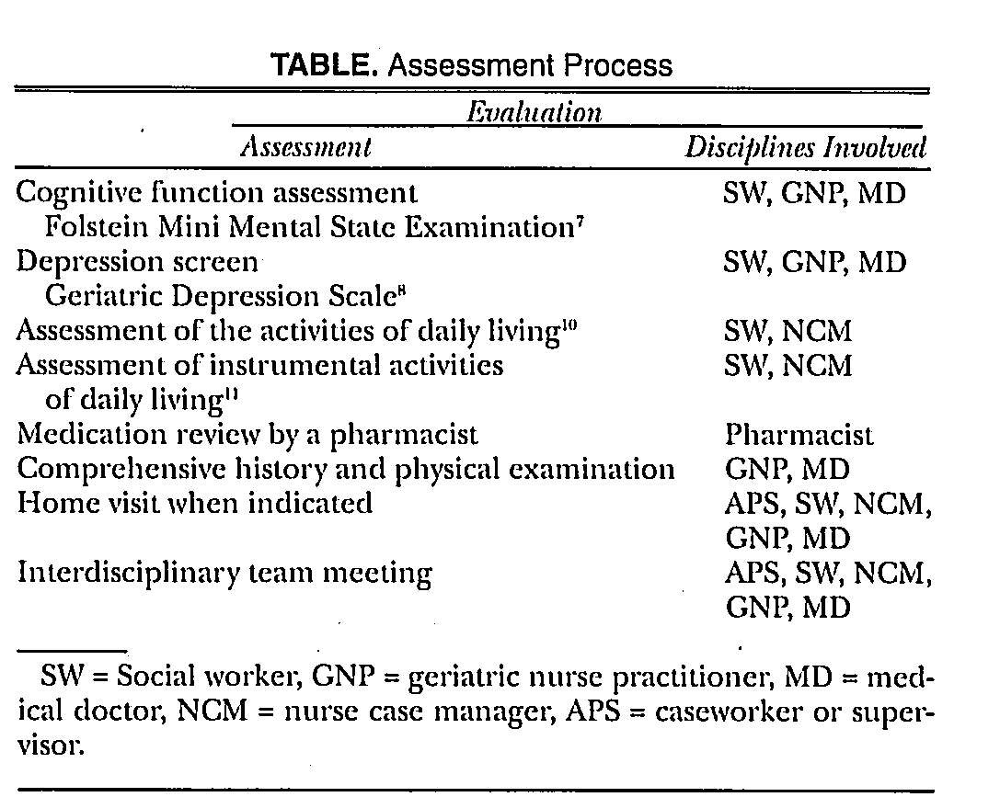 TABLE. Assessment Process
Evaluation
Assessment Disciplines Involved
Cognitive function assessment SW, GNP, MD
Folstein Mini Mental State Examination⁷
Depression screen SW, GNP, MD
Geriatric Depression Scale⁸
Assessment of the activities of daily living¹⁰ SW, NCM
Assessment of instrumental activities SW, NCM
of daily living¹¹
Medication review by a pharmacist Pharmacist
Comprehensive history and physical examination GNP, MD
Home visit when indicated APS, SW, NCM,
GNP, MD
Interdisciplinary team meeting APS, SW, NCM,
GNP, MD
SW = Social worker, GNP = geriatric nurse practitioner, MD = med-
ical doctor, NCM = nurse case manager, APS = caseworker or super-
visor.